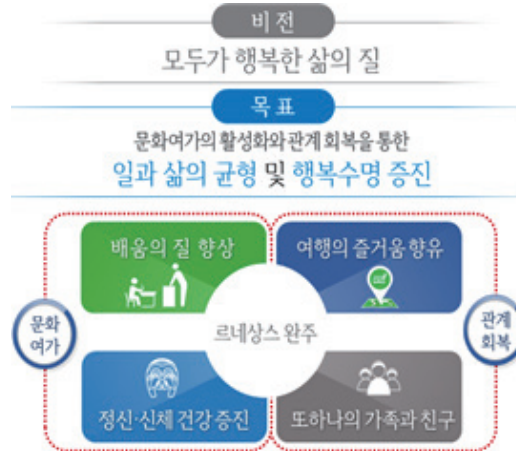 비전
모두가 행복한 삶의 질
목표
문화여가의 활성화와 관계 회복을 통한
일과 삶의 균형 및 행복수명 증진
배움의 질 향상
여행의 즐거움 향유
문화
여가
르네상스 완주
관계
회복
정신·신체 건강 증진
또하나의 가족과 친구